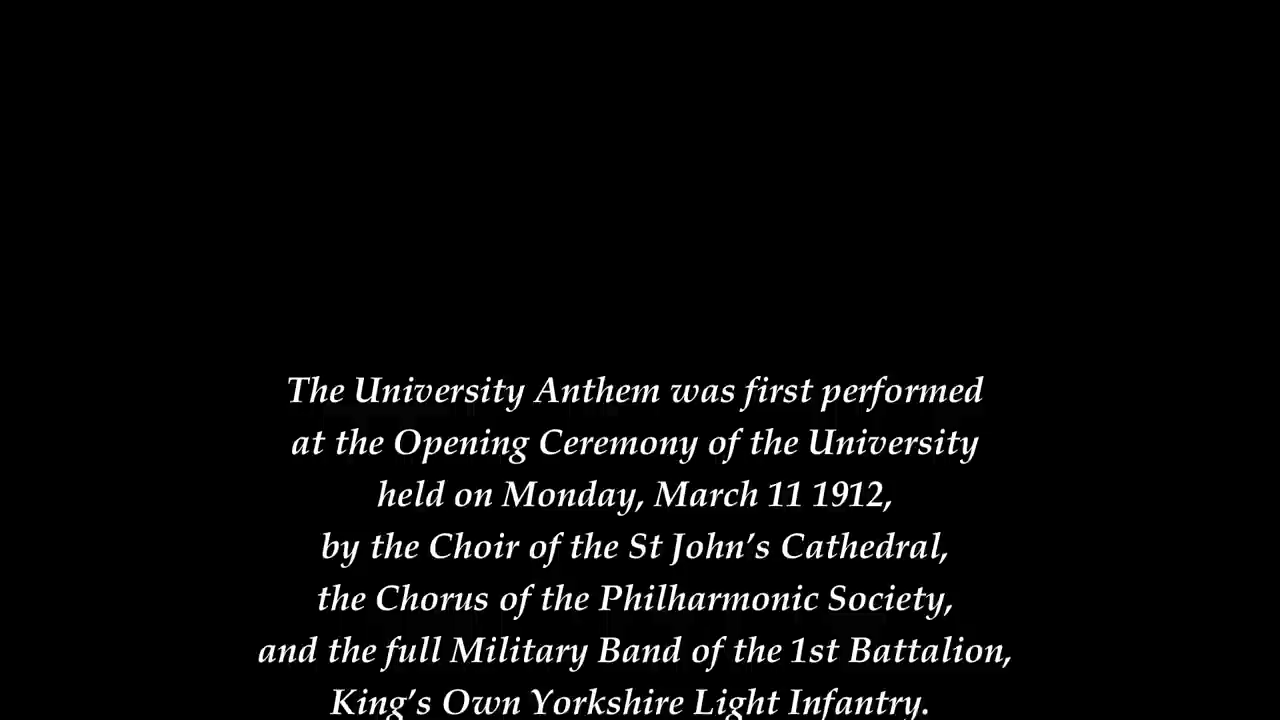 The University Anthem was first performed
at the Opening Ceremony of the University
held on Monday, March 11 1912,
by the Choir of the St John’s Cathedral,
the Chorus of the Philharmonic Society,
and the full Military Band of the 1st Battalion,
King’s Own Yorkshire Light Infantry.